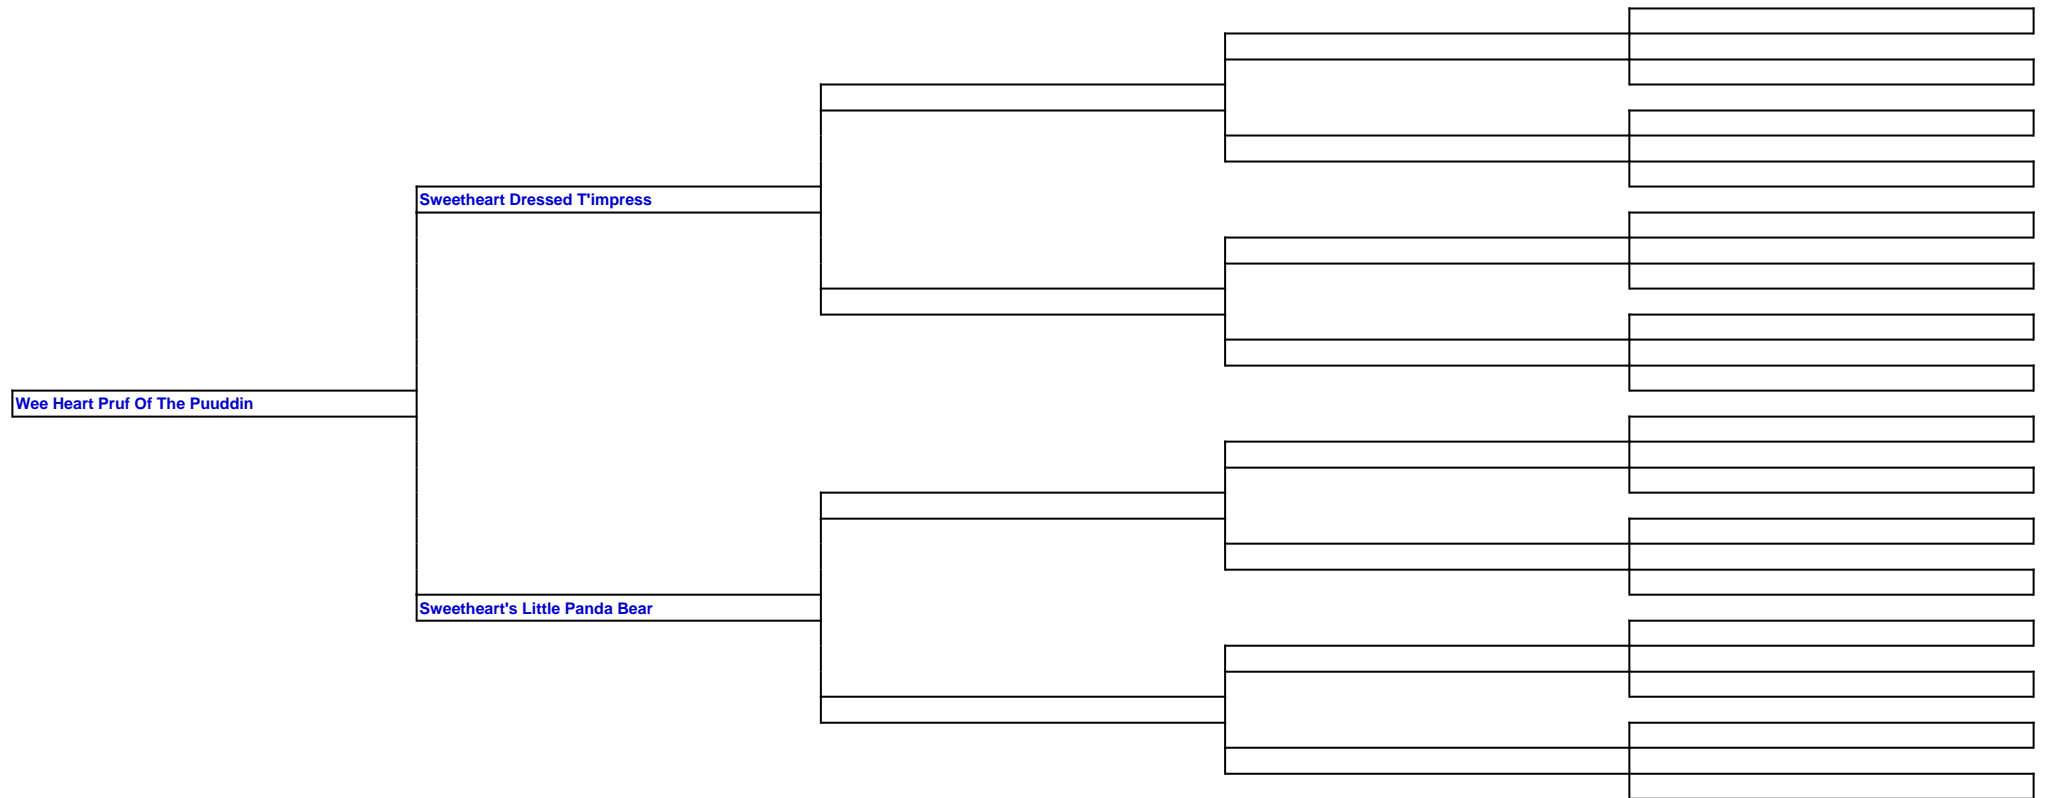 Sweetheart Dressed T'impress
Wee Heart Pruf Of The Puuddin
Sweetheart's Little Panda Bear